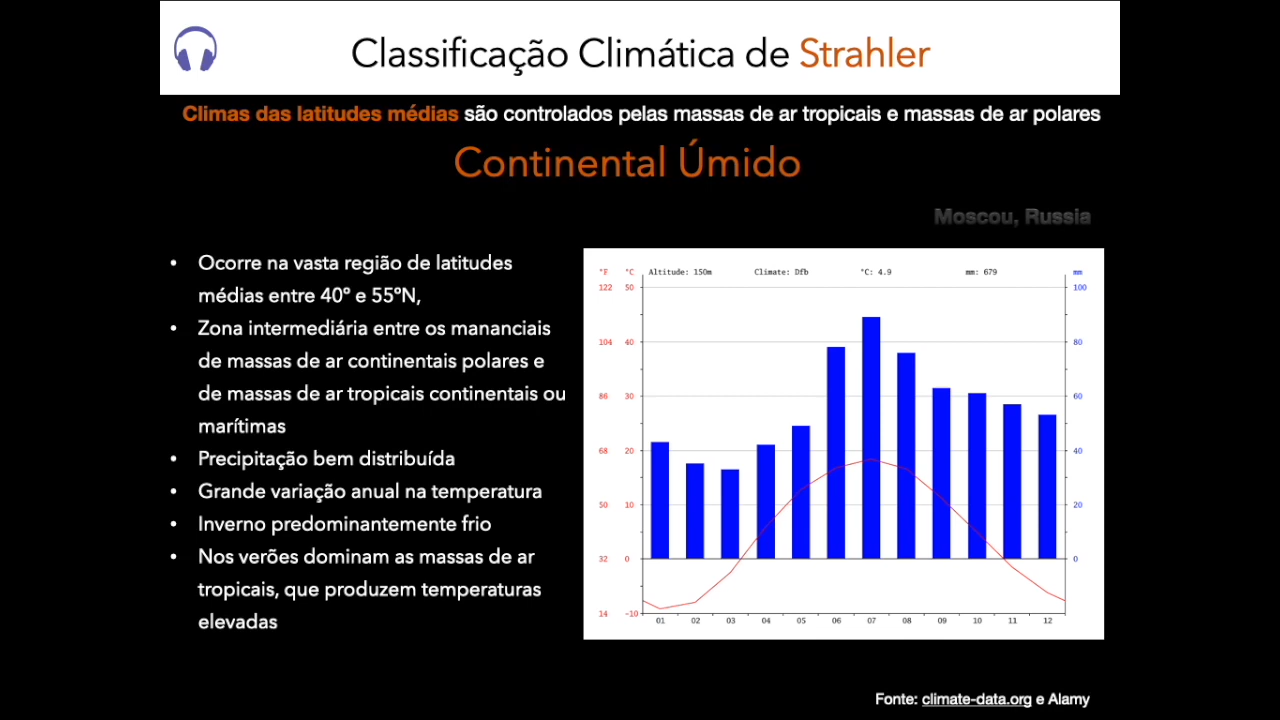 Classificação Climática de Strahler
Climas das latitudes médias são controlados pelas massas de ar tropicais e massas de ar polares
Continental Úmido
Moscou, Russia
• Ocorre na vasta região de latitudes
médias entre 40º e 55ºN,
• Zona intermediária entre os mananciais
de massas de ar continentais polares e
de massas de ar tropicais continentais ou
marítimas
• Precipitação bem distribuída
• Grande variação anual na temperatura
• Inverno predominantemente frio
• Nos verões dominam as massas de ar
tropicais, que produzem temperaturas
elevadas
°F °C Altitude: 150m Climate: Dfb °C: 4.9 mm: 679 mm
122 50 100
104 40 80
86 30 60
68 20 40
50 10 20
32 0 0
14 -10
01 02 03 04 05 06 07 08 09 10 11 12
Fonte: climate-data.org e Alamy